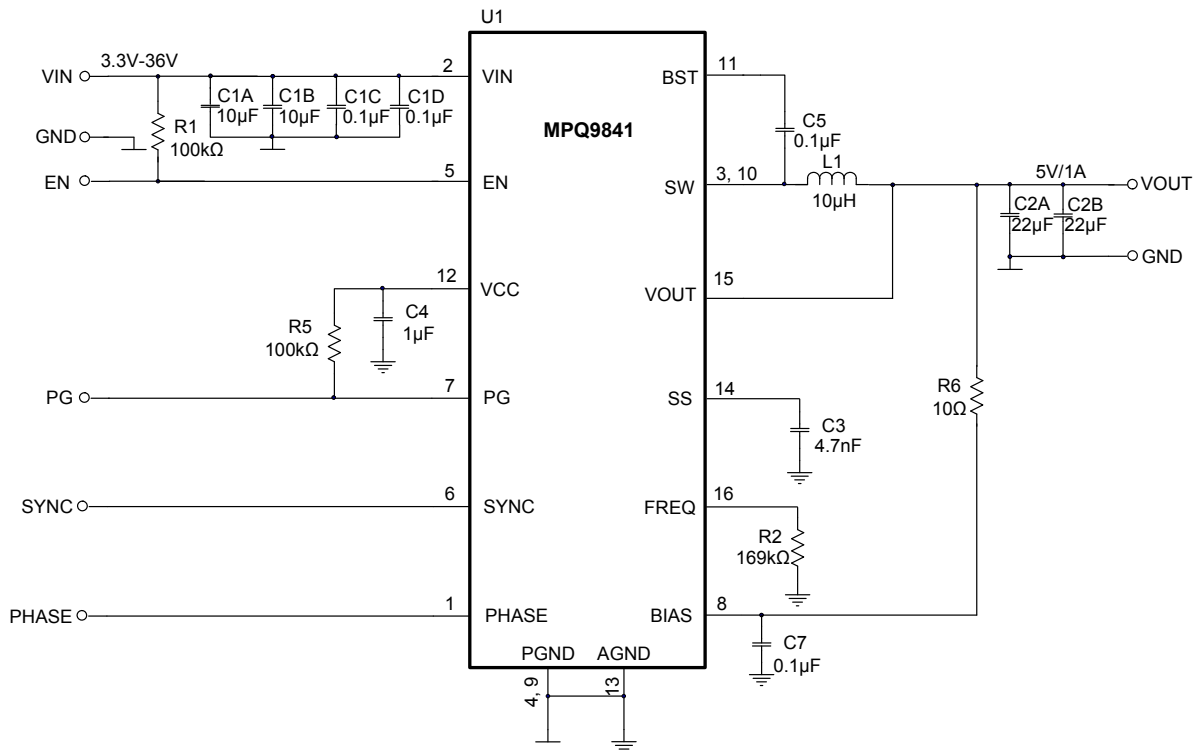 U1
3.3V-36V
VIN
GND
EN
R1
100kΩ
C1A
10µF
C1B
10µF
C1C
0.1µF
C1D
0.1µF
2
VIN
5
EN
MPQ9841
BST
11
C5
0.1µF
SW
3, 10
L1
10µH
5V/1A
VOUT
C2A
22µF
C2B
22µF
GND
12
VCC
C4
1µF
R5
100kΩ
VOUT
15
PG
7
PG
SS
14
C3
4.7nF
R6
10Ω
SYNC
6
SYNC
FREQ
16
R2
169kΩ
PHASE
1
PHASE
BIAS
8
C7
0.1µF
PGND
AGND
4, 9
13